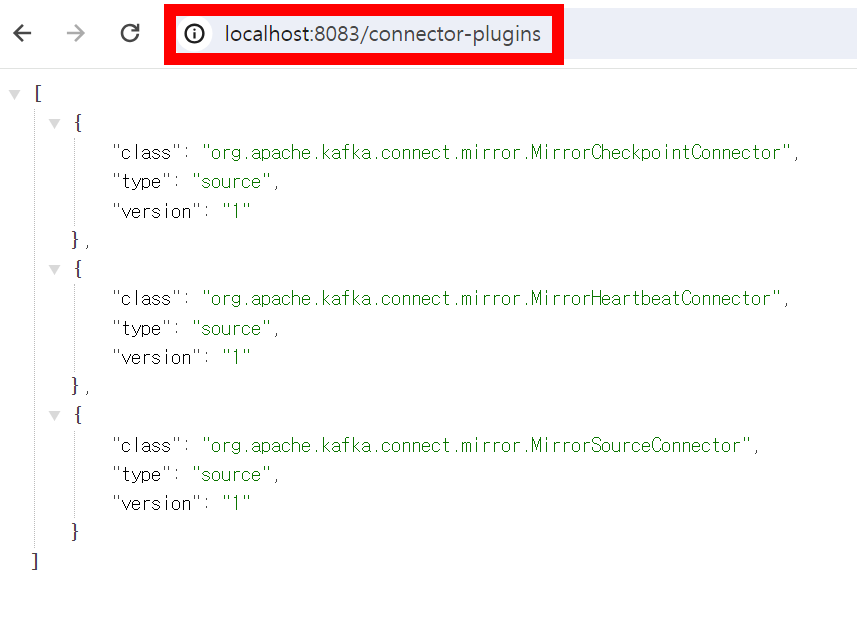 localhost:8083/connector-plugins
[
{
"class": "org.apache.kafka.connect.mirror.MirrorCheckpointConnector",
"type": "source",
"version": "1"
},
{
"class": "org.apache.kafka.connect.mirror.MirrorHeartbeatConnector",
"type": "source",
"version": "1"
},
{
"class": "org.apache.kafka.connect.mirror.MirrorSourceConnector",
"type": "source",
"version": "1"
}
]